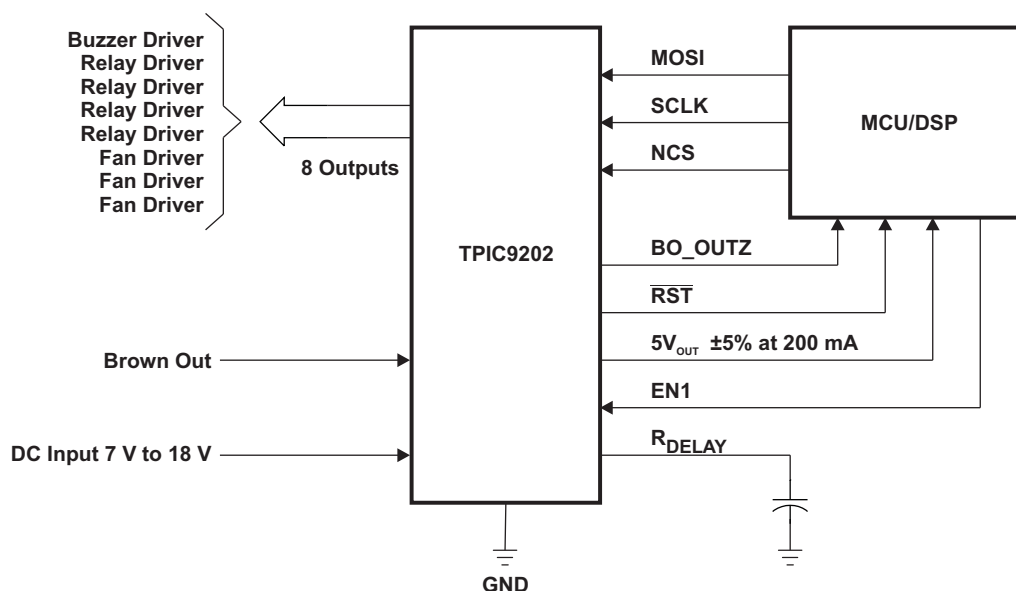 Buzzer Driver
Relay Driver
Relay Driver
Relay Driver
Relay Driver
Fan Driver
Fan Driver
Fan Driver
8 Outputs
Brown Out
DC Input 7 V to 18 V
TPIC9202
GND
MOSI
SCLK
NCS
BO_OUTZ
R̅S̅T̅
5VOUT ±5% at 200 mA
EN1
RDELAY
MCU/DSP